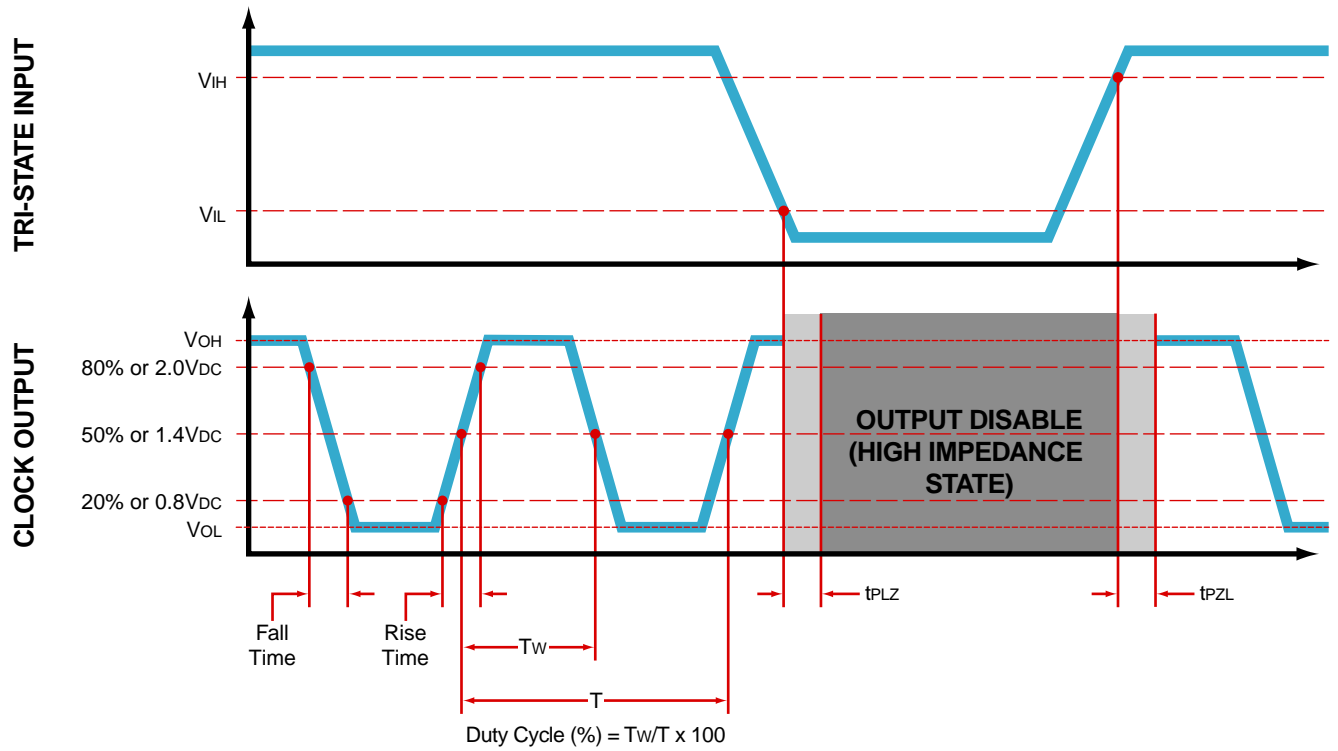 TRI-STATE INPUT
VIH
VIL
CLOCK OUTPUT
VOH
80% or 2.0VDC
50% or 1.4VDC
20% or 0.8VDC
VOL
OUTPUT DISABLE
(HIGH IMPEDANCE
STATE)
tPLZ
tPZL
Fall
Time
Rise
Time
TW
T
Duty Cycle (%) = TW/T x 100